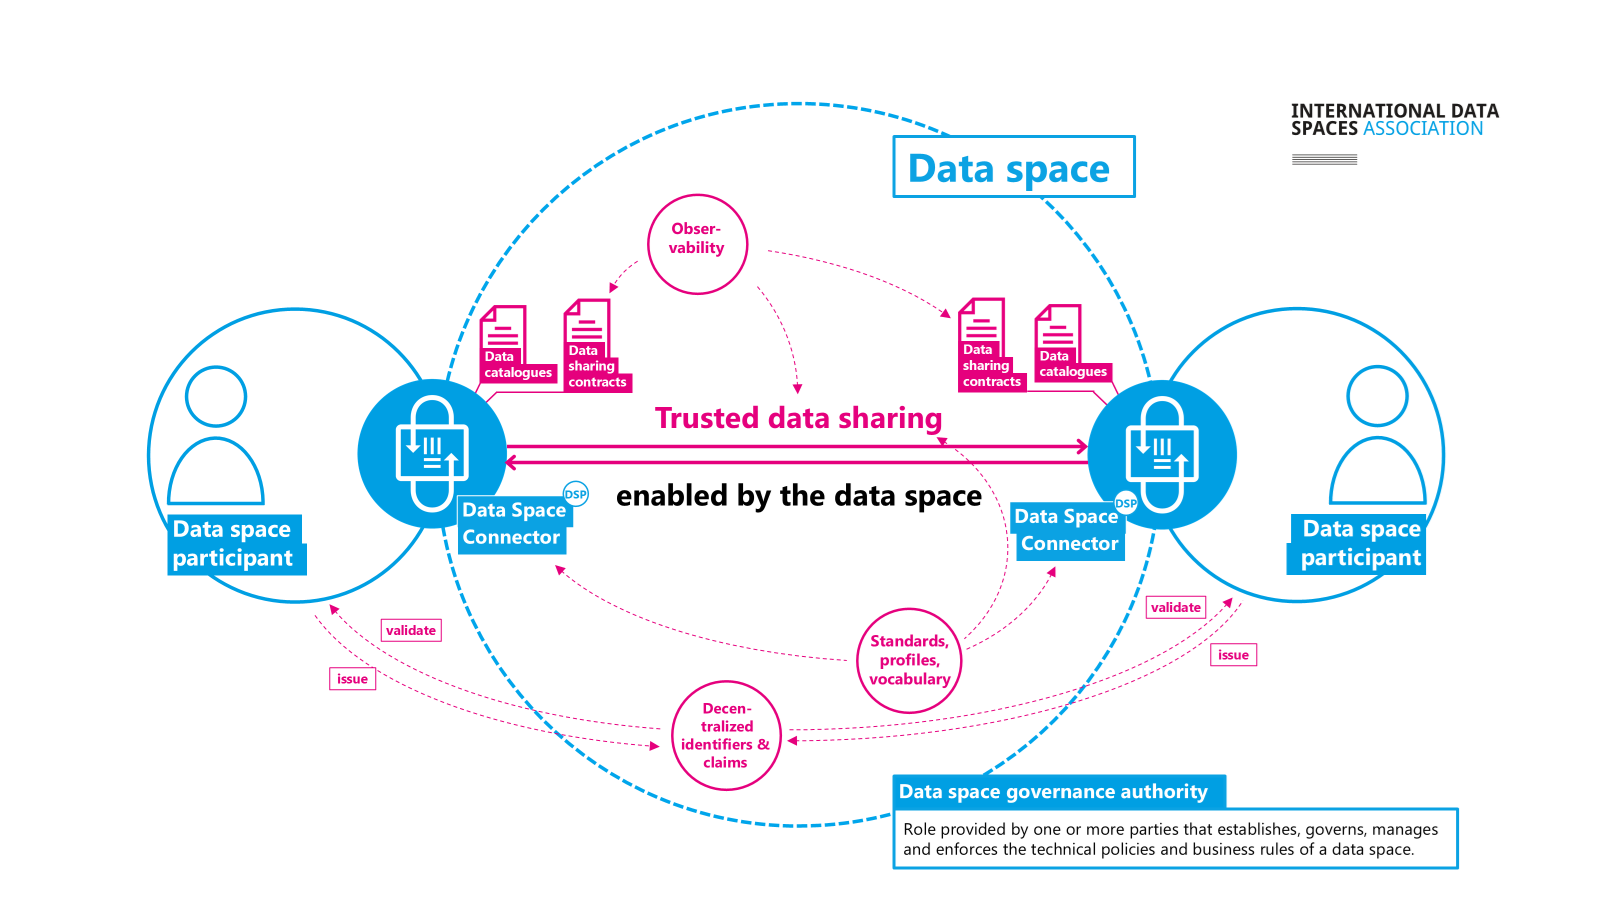 INTERNATIONAL DATA
SPACES ASSOCIATION
Data space
Obser-
vability
Data
catalogues
Data
sharing
contracts
Data
sharing
contracts
Data
catalogues
Trusted data sharing
enabled by the data space
DSP
Data Space
Connector
DSP
Data Space
Connector
Data space
participant
Data space
participant
validate
issue
validate
issue
Standards,
profiles,
vocabulary
Decen-
tralized
identifiers &
claims
Data space governance authority
Role provided by one or more parties that establishes, governs, manages
and enforces the technical policies and business rules of a data space.